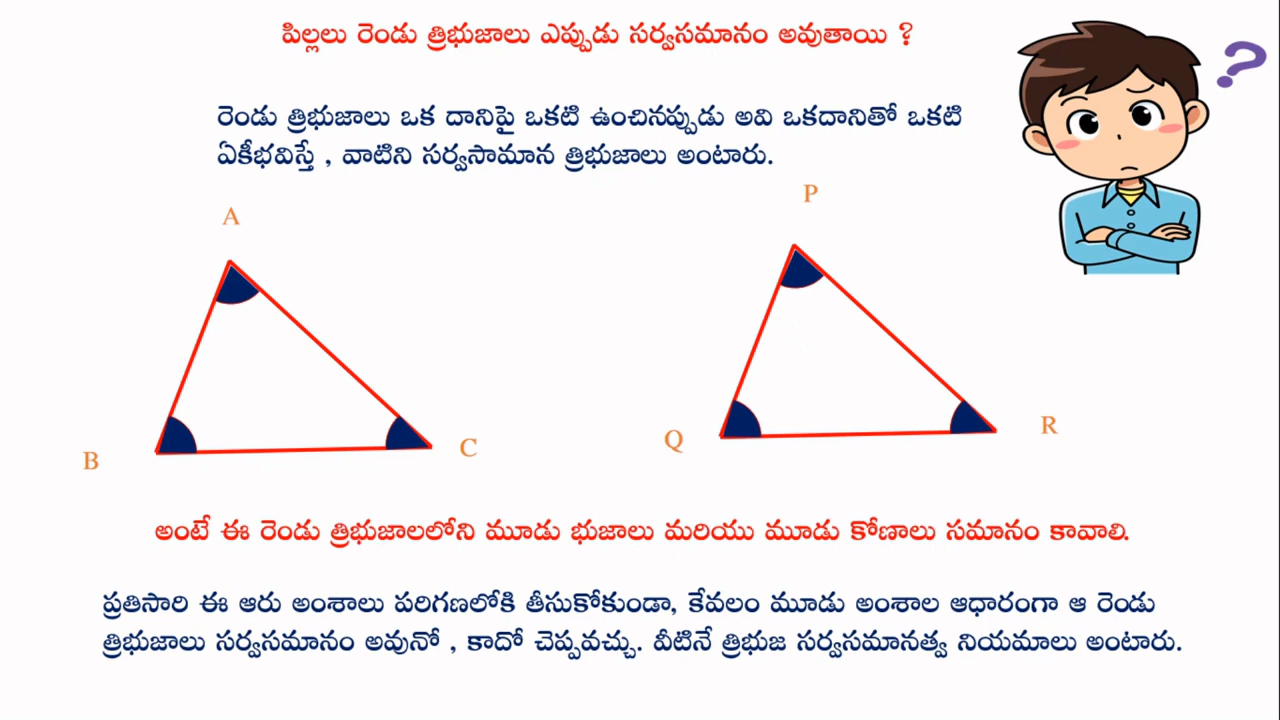 పిల్లలు రెండు త్రిభుజాలు ఎప్పుడు సర్వసమానం అవుతాయి ?
రెండు త్రిభుజాలు ఒక దానిపై ఒకటి ఉంచినప్పుడు అవి ఒకదానితో ఒకటి
ఏకీభవిస్తే , వాటిని సర్వసామాన త్రిభుజాలు అంటారు.
A
P
B
C
Q
R
అంటే ఈ రెండు త్రిభుజాలలోని మూడు భుజాలు మరియు మూడు కోణాలు సమానం కావాలి.
ప్రతిసారి ఈ ఆరు అంశాలు పరిగణలోకి తీసుకోకుండా, కేవలం మూడు అంశాల ఆధారంగా ఆ రెండు
త్రిభుజాలు సర్వసమానం అవునో , కాదో చెప్పవచ్చు. వీటినే త్రిభుజ సర్వసమానత్వ నియమాలు అంటారు.